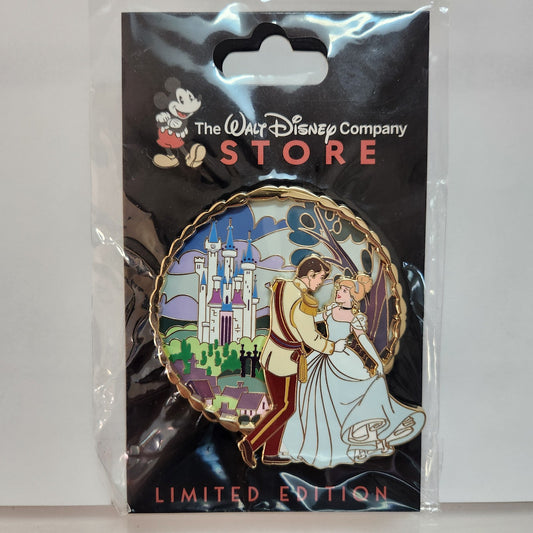 The Walt Disney Company
STORE
LIMITED EDITION